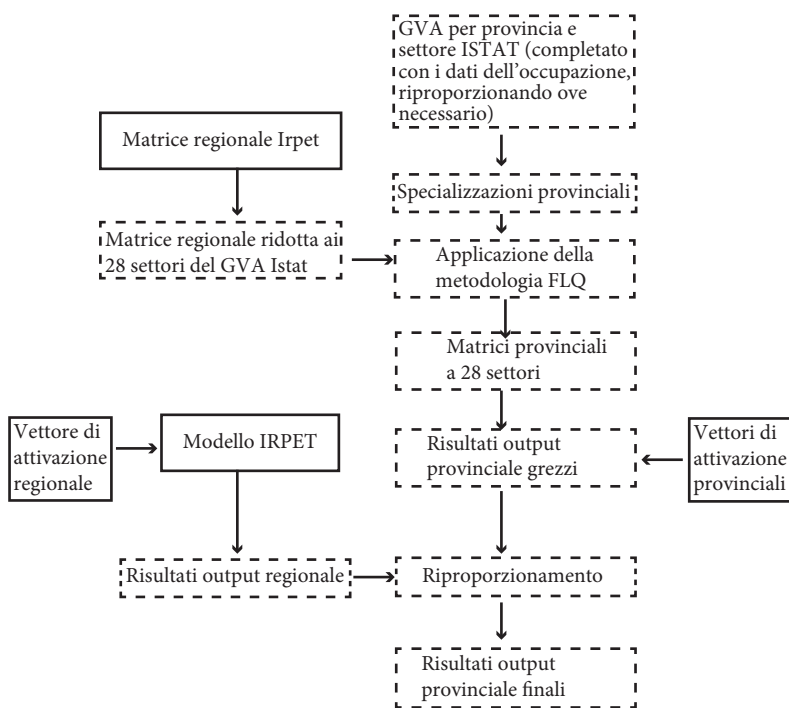 GVA per provincia e
settore ISTAT (completato
con i dati dell'occupazione,
riproporzionando ove
necessario)
Matrice regionale Irpet
Specializzazioni provinciali
Matrice regionale ridotta ai
28 settori del GVA Istat
Applicazione della
metodologia FLQ
Matrici provinciali
a 28 settori
Vettore di
attivazione
regionale
Modello IRPET
Risultati output
provinciale grezzi
Vettori di
attivazione
provinciali
Risultati output regionale
Riproporzionamento
Risultati output
provinciale finali